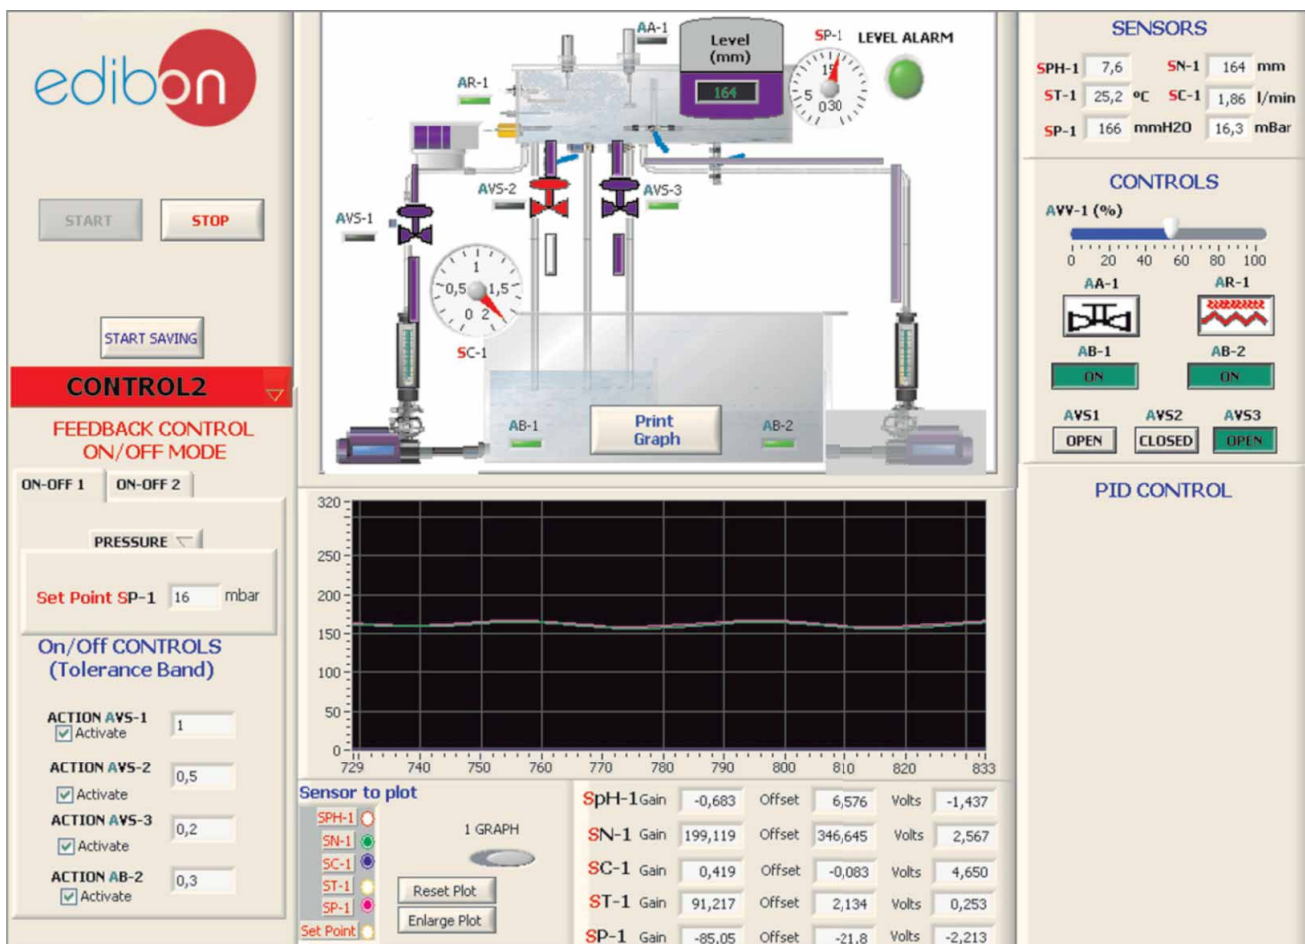 edibon
START
STOP
START SAVING
CONTROL2
FEEDBACK CONTROL
ON/OFF MODE
ON-OFF 1
ON-OFF 2
PRESSURE
Set Point SP-1
16
mbar
On/Off CONTROLS
(Tolerance Band)
ACTION AVS-1
Activate
1
ACTION AVS-2
Activate
0,5
ACTION AVS-3
Activate
0,2
ACTION AB-2
Activate
0,3
AA-1
Level
(mm)
164
SP-1
15
5
0
30
LEVEL ALARM
AR-1
AVS-2
AVS-3
AVS-1
1
0,5
1,5
0
2
SC-1
AB-1
Print
Graph
AB-2
320
250
200
150
100
50
0
729 740 750 760 770 780 790 800 810 820 833
Sensor to plot
SPH-1
SN-1
SC-1
ST-1
SP-1
Set Point
1 GRAPH
Reset Plot
Enlarge Plot
SpH-1 Gain -0,683 Offset 6,576 Volts -1,437
SN-1 Gain 199,119 Offset 346,645 Volts 2,567
SC-1 Gain 0,419 Offset -0,083 Volts 4,650
ST-1 Gain 91,217 Offset 2,134 Volts 0,253
SP-1 Gain -85,05 Offset -21,8 Volts -2,213
SENSORS
SPH-1 7,6 SN-1 164 mm
ST-1 25,2 ºC SC-1 1,86 l/min
SP-1 166 mmH2O 16,3 mBar
CONTROLS
AVV-1 (%)
0 20 40 60 80 100
AA-1 AR-1
AB-1 AB-2
ON ON
AVS1 AVS2 AVS3
OPEN CLOSED OPEN
PID CONTROL